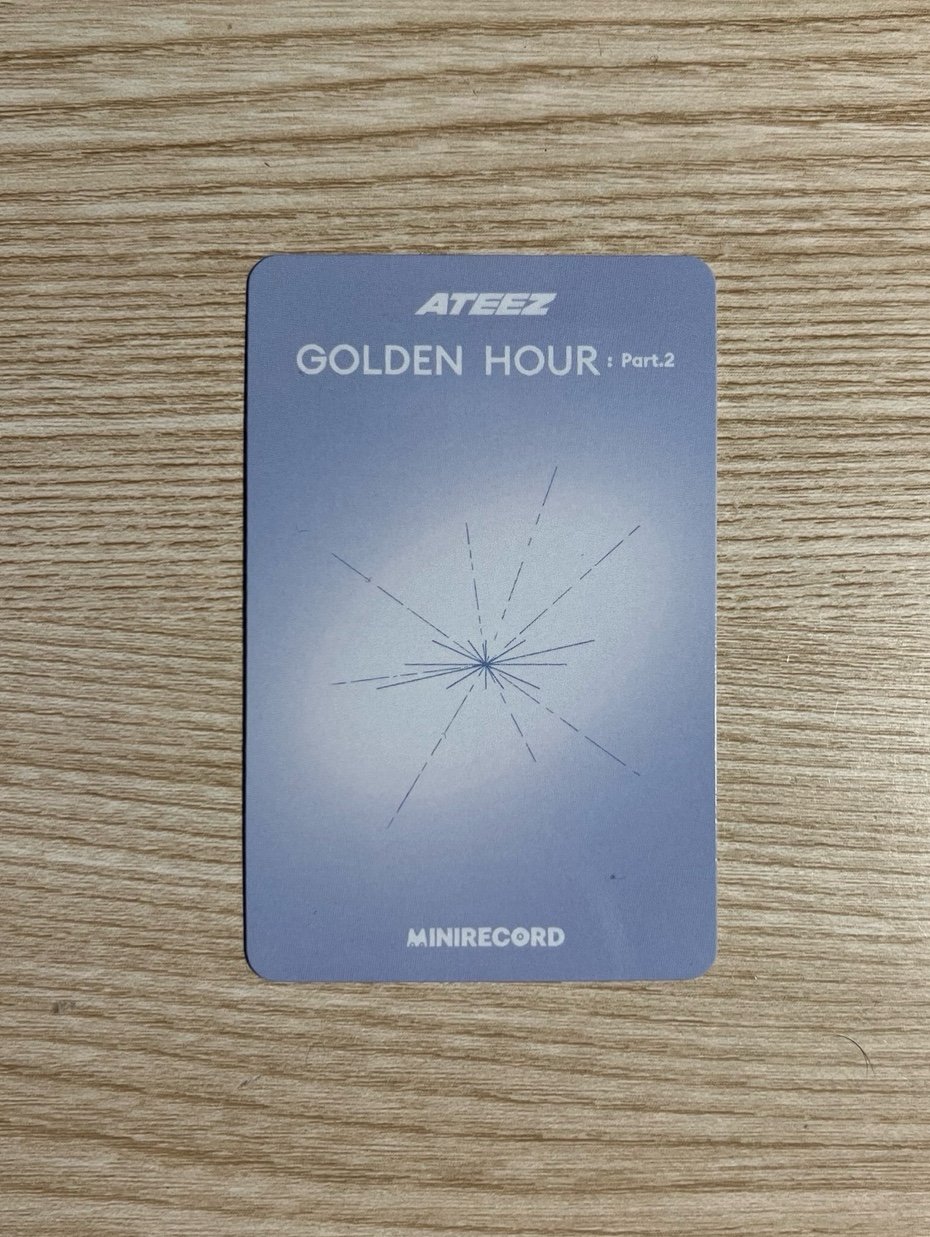 ATEEZ
GOLDEN HOUR : Part.2
MINIRECORD